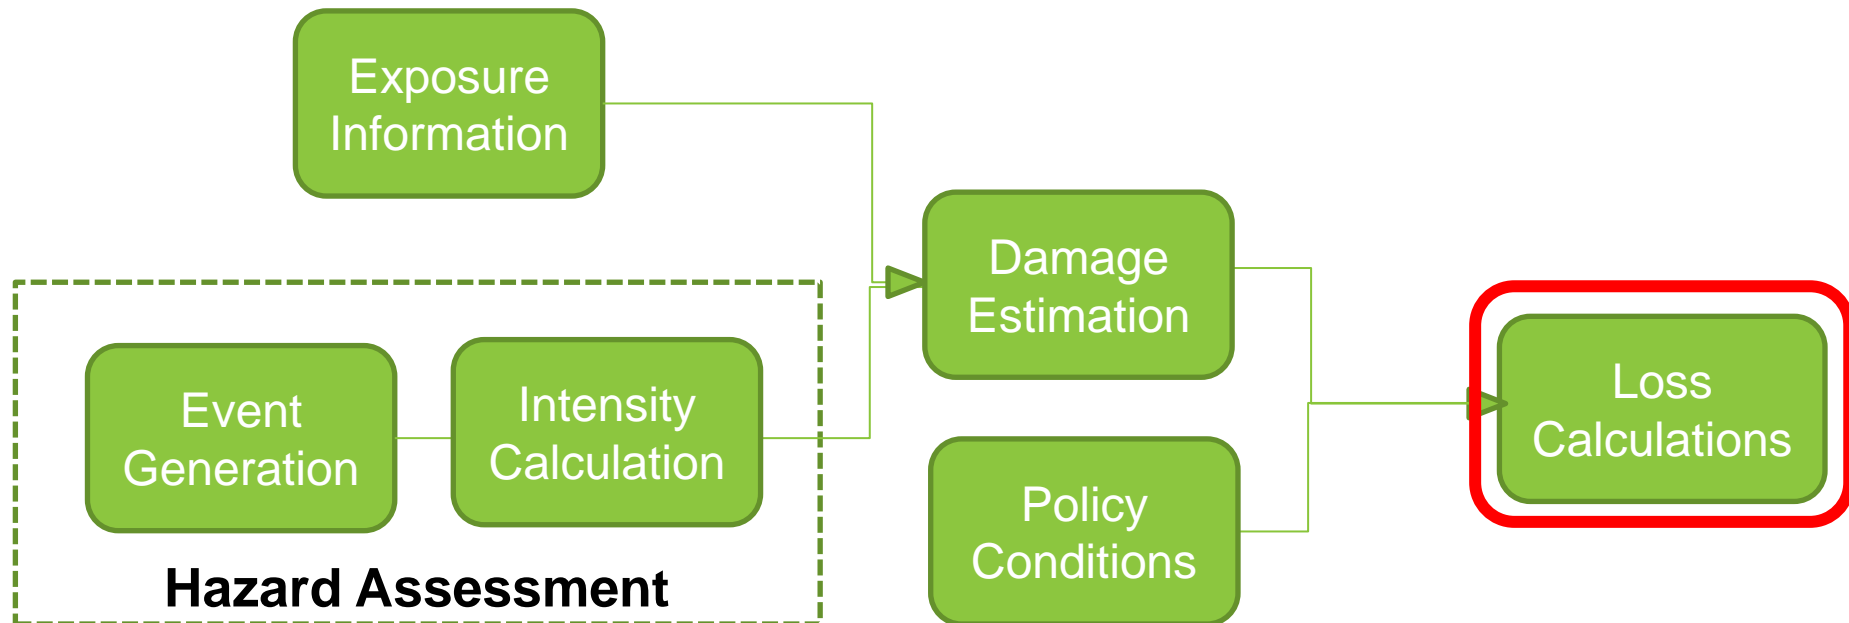 Exposure
Information
Damage
Estimation
Event
Generation
Intensity
Calculation
Loss
Calculations
Policy
Conditions
Hazard Assessment